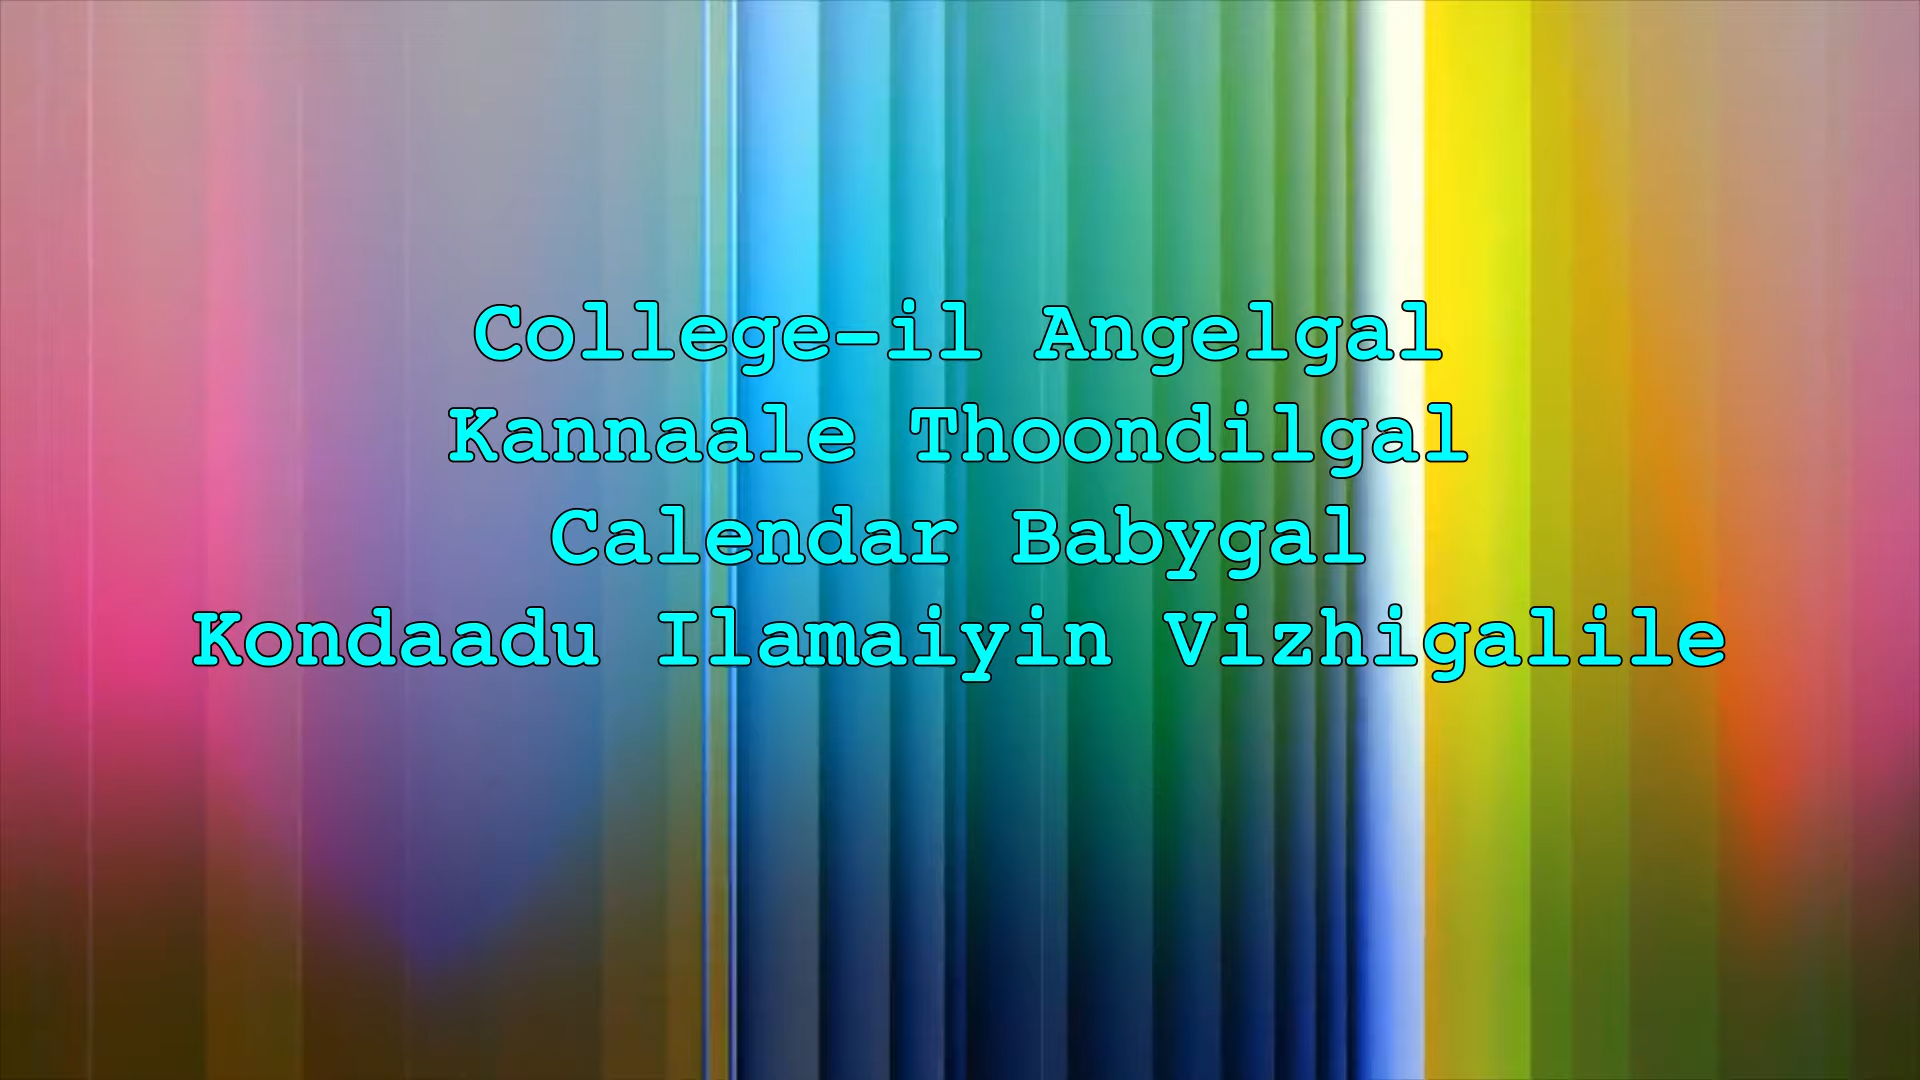 College-il Angelgal
Kannaale Thoondilgal
Calendar Babygal
Kondaadu Ilamaiyin Vizhigalile